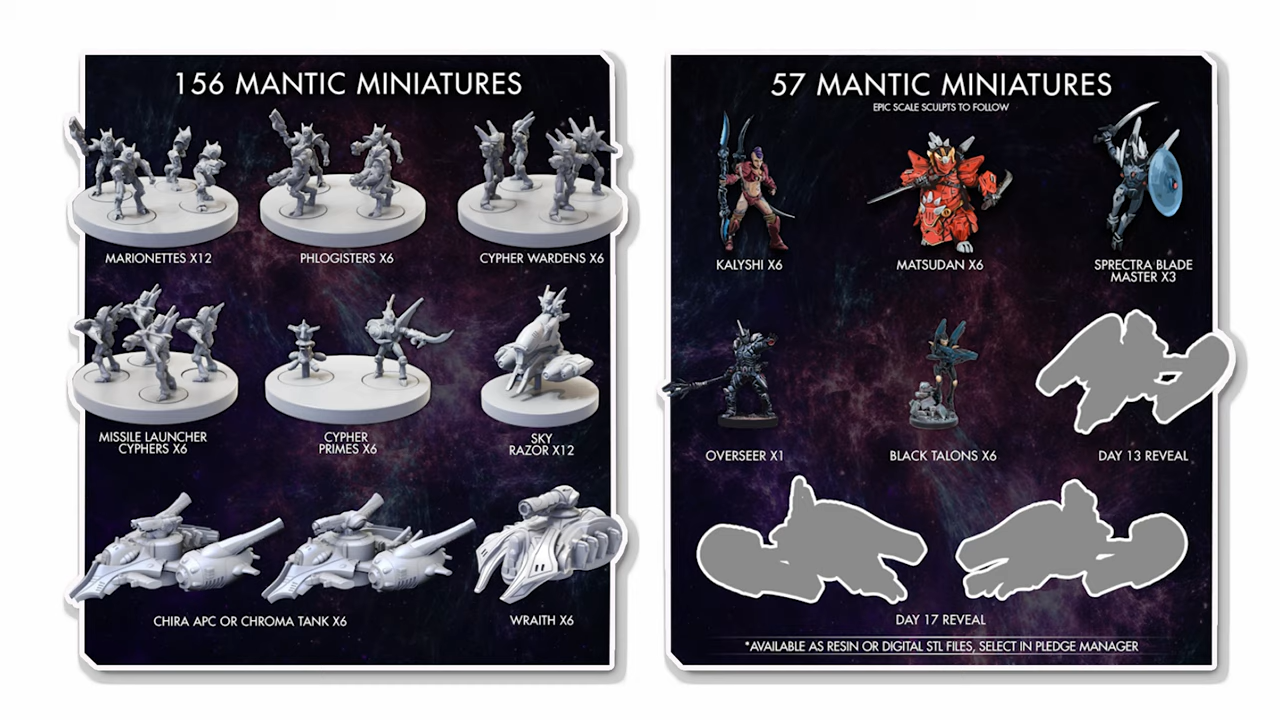 156 MANTIC MINIATURES
MARIONETTES X12
PHLOGISTERS X6
CYPHER WARDENS X6
MISSILE LAUNCHER
CYPHERS X6
CYPHER
PRIMES X6
SKY
RAZOR X12
CHIRA APC OR CHROMA TANK X6
WRAITH X6
57 MANTIC MINIATURES
EPIC SCALE SCULPTS TO FOLLOW
KALYSHI X6
MATSUDAN X6
SPRECTRA BLADE
MASTER X3
OVERSEER X1
BLACK TALONS X6
DAY 13 REVEAL
DAY 17 REVEAL
*AVAILABLE AS RESIN OR DIGITAL STL FILES, SELECT IN PLEDGE MANAGER